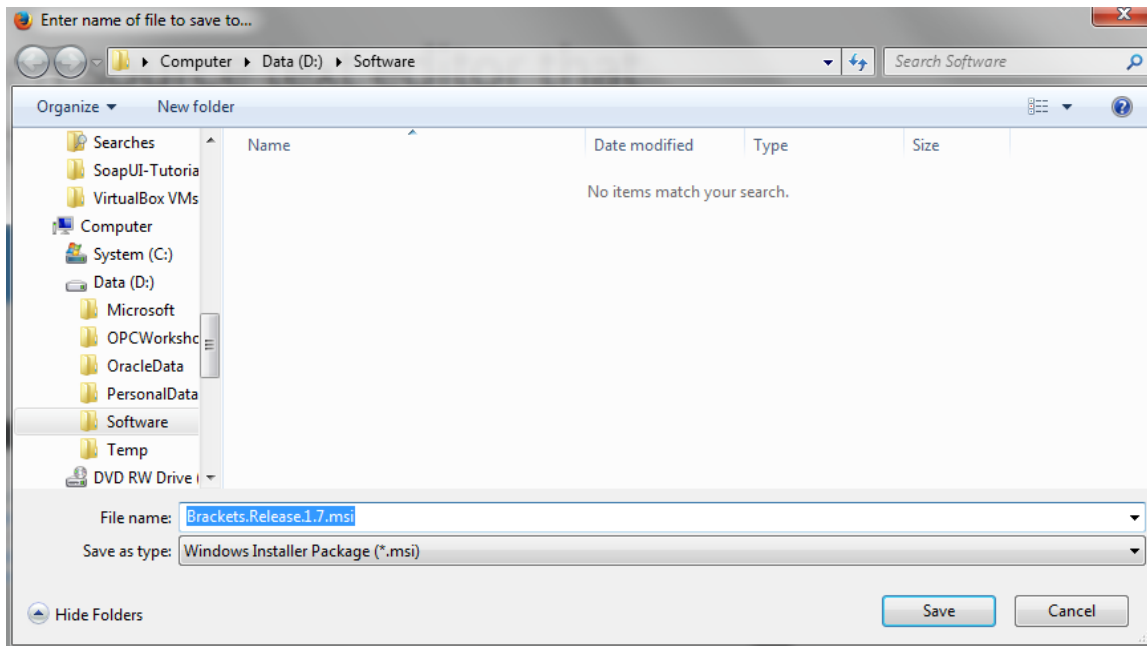 Enter name of file to save to...
Computer Data (D:) Software
Search Software
Organize New folder
Name Date modified Type Size
No items match your search.
Searches
SoapUI-Tutoria
VirtualBox VMs
Computer
System (C:)
Data (D:)
Microsoft
OPCWorkshc
OracleData
PersonalData
Software
Temp
DVD RW Drive (
File name: Brackets.Release.1.7.msi
Save as type: Windows Installer Package (*.msi)
Hide Folders
Save Cancel